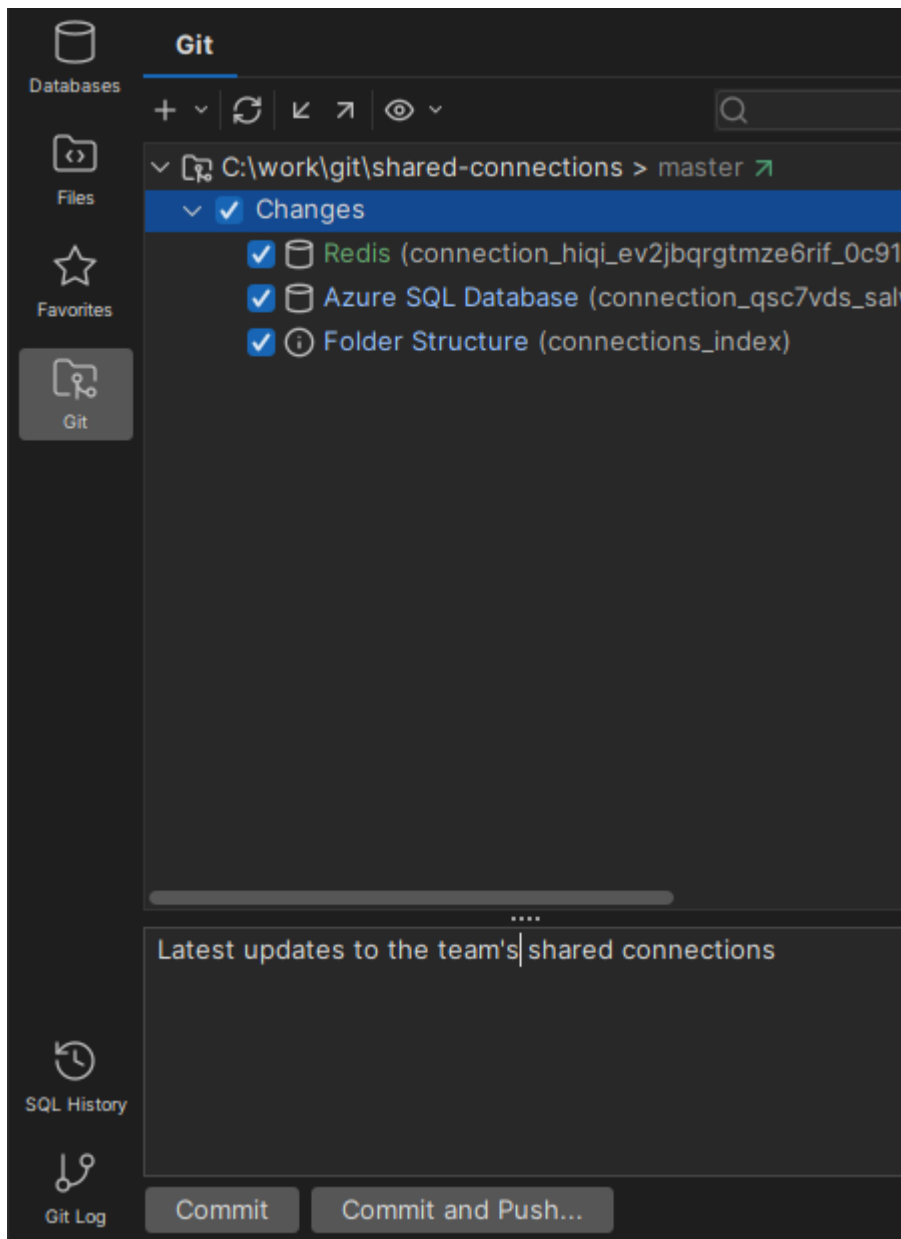 Databases
Files
Favorites
Git
SQL History
Git Log
Git
C:\work\git\shared-connections > master
Changes
Redis (connection_hiqi_ev2jbqrgtmze6rif_0c91
Azure SQL Database (connection_qsc7vds_sal
Folder Structure (connections_index)
Latest updates to the team's shared connections
Commit
Commit and Push...